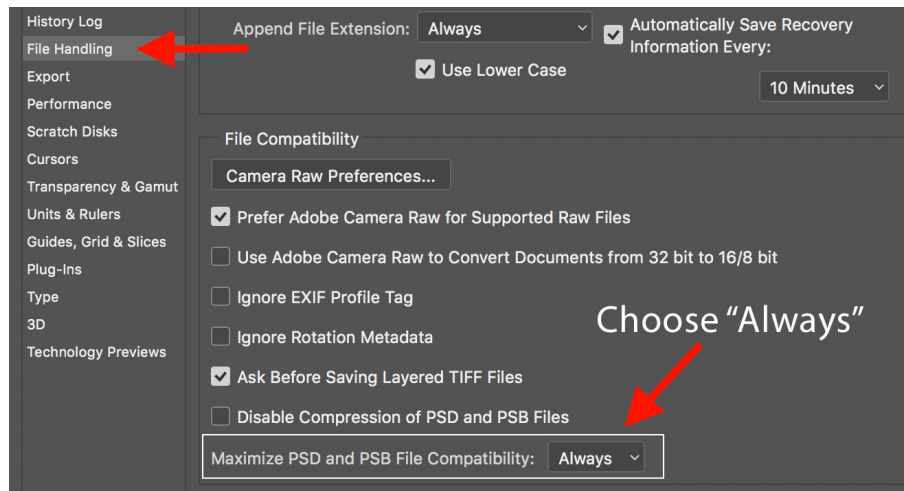 History Log
File Handling
Export
Performance
Scratch Disks
Cursors
Transparency & Gamut
Units & Rulers
Guides, Grid & Slices
Plug-Ins
Type
3D
Technology Previews
Append File Extension: Always
Automatically Save Recovery
Information Every:
Use Lower Case
10 Minutes
File Compatibility
Camera Raw Preferences...
Prefer Adobe Camera Raw for Supported Raw Files
Use Adobe Camera Raw to Convert Documents from 32 bit to 16/8 bit
Ignore EXIF Profile Tag
Ignore Rotation Metadata
Choose “Always”
Ask Before Saving Layered TIFF Files
Disable Compression of PSD and PSB Files
Maximize PSD and PSB File Compatibility: Always